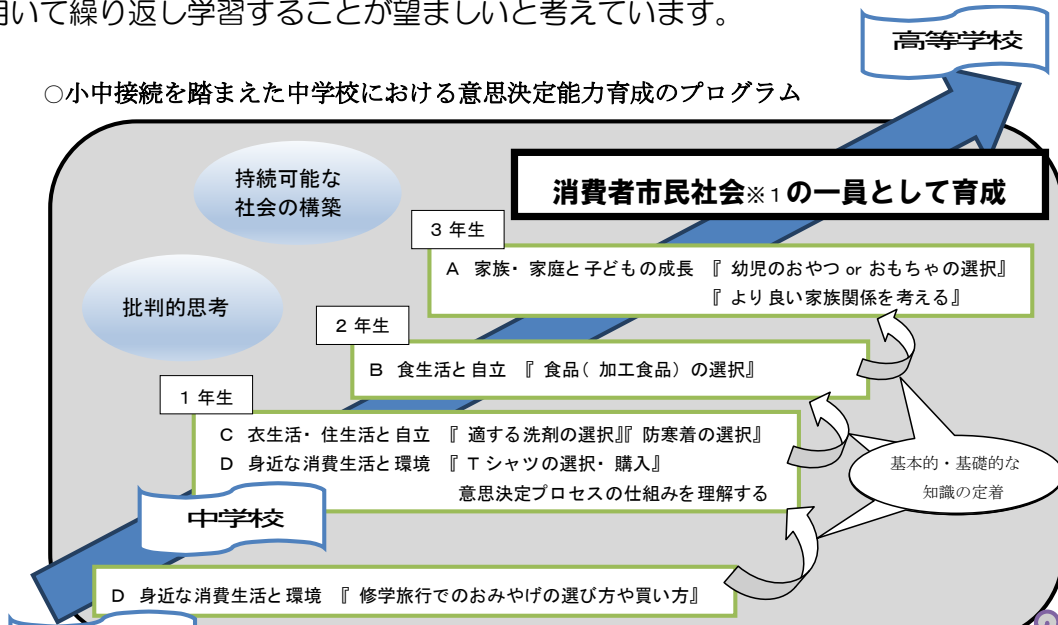 用いて繰り返し学習することが望ましいと考えています。
高等学校
○小中接続を踏まえた中学校における意思決定能力育成のプログラム
持続可能な
社会の構築
消費者市民社会※1の一員として育成
3年生
A 家族・家庭と子どもの成長 『幼児のおやつ or おもちゃの選択』
『より良い家族関係を考える』
批判的思考
2年生
B 食生活と自立 『食品(加工食品)の選択』
1年生
C 衣生活・住生活と自立 『適する洗剤の選択』『防寒着の選択』
D 身近な消費生活と環境 『Tシャツの選択・購入』
意思決定プロセスの仕組みを理解する
基本的・基礎的な
知識の定着
中学校
D 身近な消費生活と環境 『修学旅行でのおみやげの選び方や買い方』